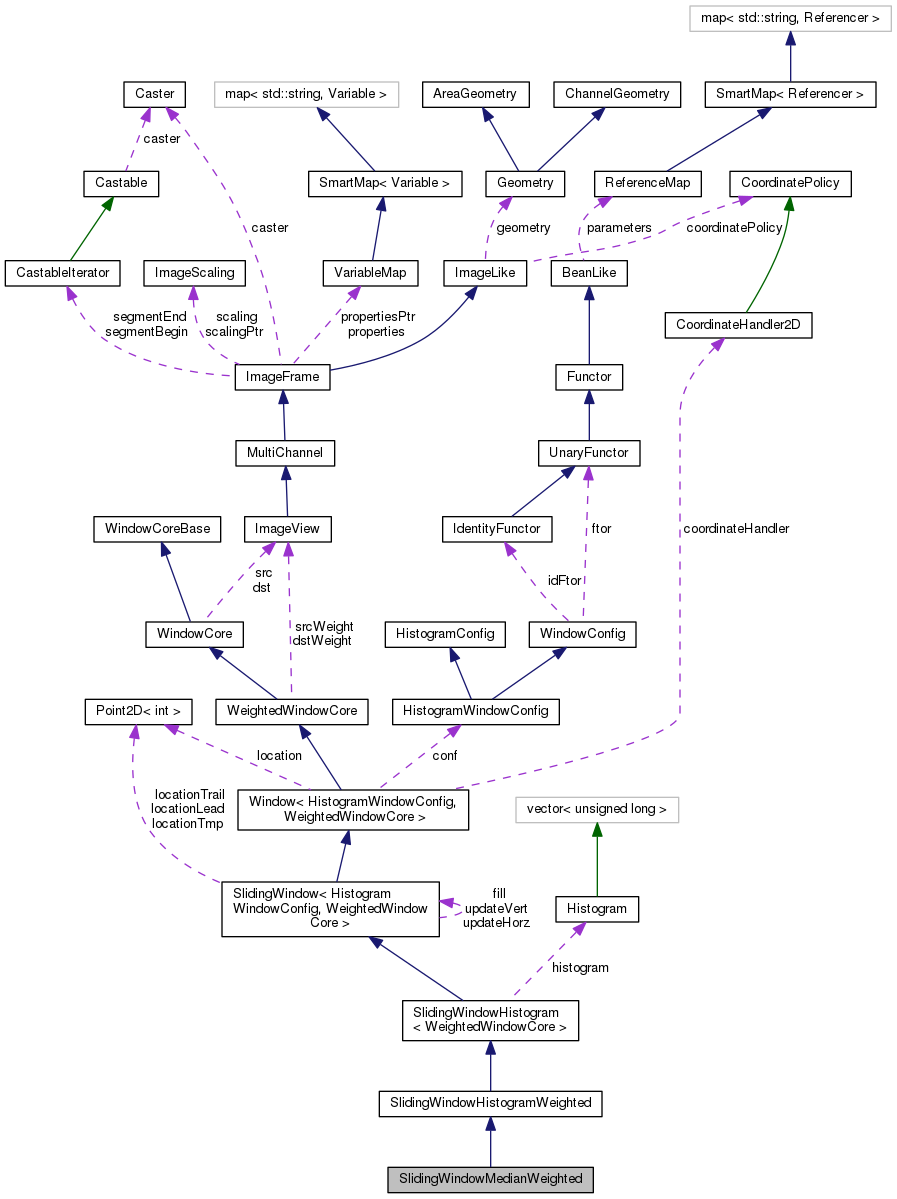 map< std::string, Referencer >
Caster
map< std::string, Variable >
AreaGeometry
ChannelGeometry
SmartMap< Referencer >
caster
Castable
SmartMap< Variable >
Geometry
ReferenceMap
CoordinatePolicy
caster
geometry
parameters
coordinatePolicy
CastableIterator
ImageScaling
VariableMap
ImageLike
BeanLike
segmentEnd
segmentBegin
scaling
scalingPtr
propertiesPtr
properties
CoordinateHandler2D
ImageFrame
Functor
MultiChannel
UnaryFunctor
WindowCoreBase
ImageView
IdentityFunctor
ftor
coordinateHandler
src
dst
idFtor
srcWeight
dstWeight
WindowCore
HistogramConfig
WindowConfig
Point2D< int >
WeightedWindowCore
HistogramWindowConfig
location
conf
locationTrail
locationLead
locationTmp
Window< HistogramWindowConfig,
WeightedWindowCore >
vector< unsigned long >
SlidingWindow< Histogram
WindowConfig, WeightedWindow
Core >
fill
updateVert
updateHorz
Histogram
histogram
SlidingWindowHistogram
< WeightedWindowCore >
SlidingWindowHistogramWeighted
SlidingWindowMedianWeighted